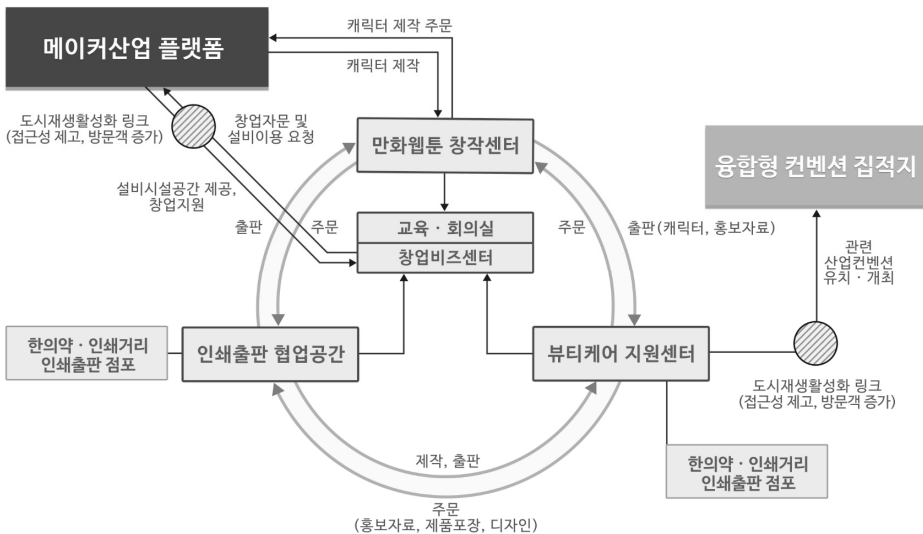 캐릭터 제작 주문
메이커산업 플랫폼
캐릭터 제작
도시재생활성화 링크
(접근성 제고, 방문객 증가)
창업자문 및
설비이용 요청
만화웹툰 창작센터
융합형 컨벤션 집적지
설비시설공간 제공,
창업지원
출판
주문
교육 · 회의실
창업비즈센터
주문
출판(캐릭터, 홍보자료)
관련
산업컨벤션
유치 · 개최
한의약 · 인쇄거리
인쇄출판 점포
인쇄출판 협업공간
뷰티케어 지원센터
도시재생활성화 링크
(접근성 제고, 방문객 증가)
제작, 출판
한의약 · 인쇄거리
인쇄출판 점포
주문
(홍보자료, 제품포장, 디자인)